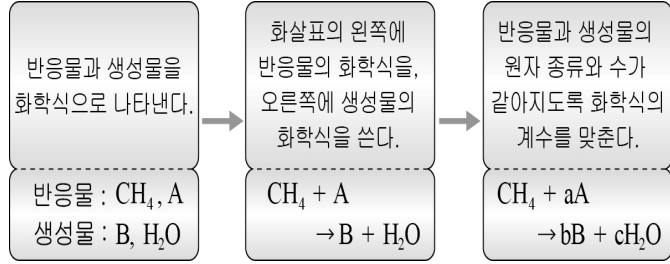 반응물과 생성물을
화학식으로 나타낸다.
반응물 : CH₄, A
생성물 : B, H₂O
화살표의 왼쪽에
반응물의 화학식을,
오른쪽에 생성물의
화학식을 쓴다.
CH₄ + A
→B + H₂O
반응물과 생성물의
원자 종류와 수가
같아지도록 화학식의
계수를 맞춘다.
CH₄ + aA
→bB + cH₂O